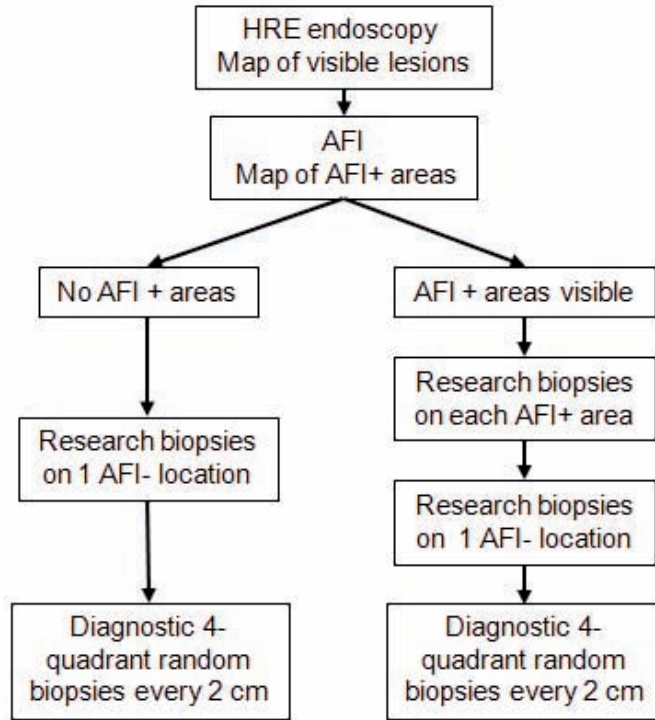 HRE endoscopy
Map of visible lesions
AFI
Map of AFI+ areas
No AFI + areas
AFI + areas visible
Research biopsies
on each AFI+ area
Research biopsies
on 1 AFI- location
Research biopsies
on 1 AFI- location
Diagnostic 4-
quadrant random
biopsies every 2 cm
Diagnostic 4-
quadrant random
biopsies every 2 cm